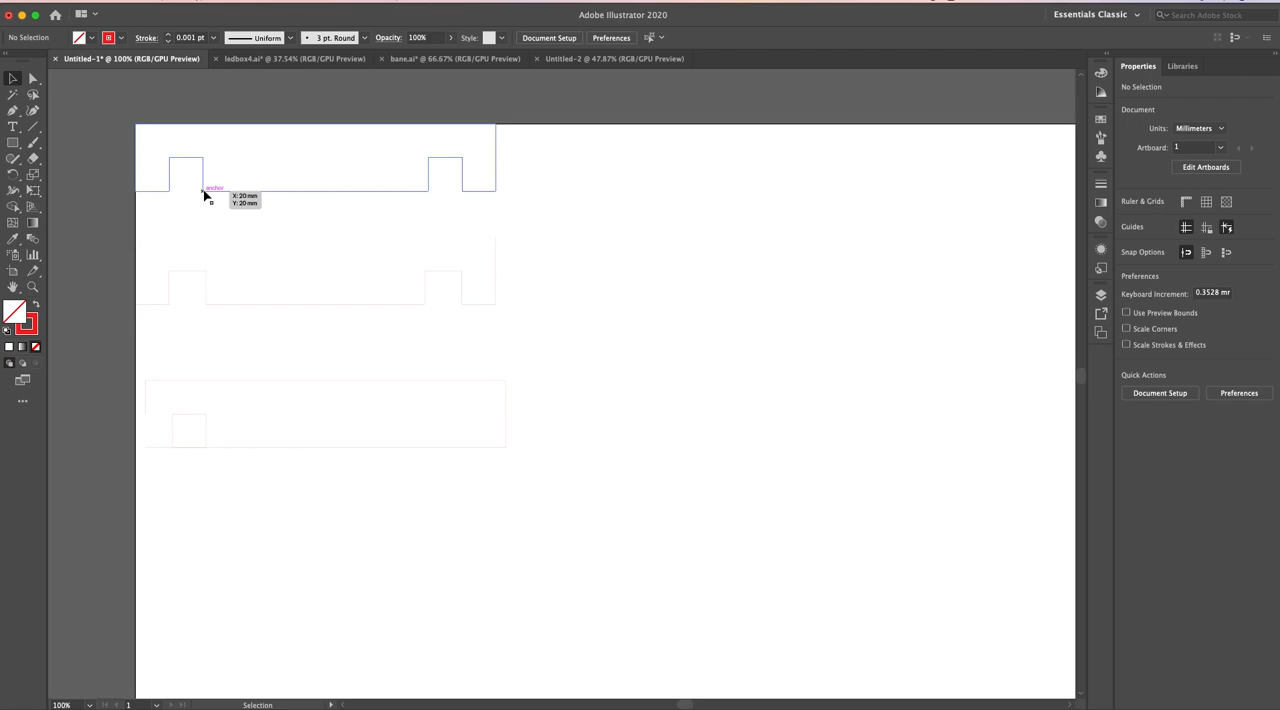 Adobe Illustrator 2020
Essentials Classic
Search Adobe Stock
No Selection
Stroke:
0.001 pt
Uniform
3 pt. Round
Opacity:
100%
Style:
Document Setup
Preferences
Untitled-1* @ 100% (RGB/GPU Preview)
ledbox4.ai* @ 37.54% (RGB/GPU Preview)
bane.ai* @ 66.67% (RGB/GPU Preview)
Untitled-2 @ 47.87% (RGB/GPU Preview)
Properties
Libraries
No Selection
Document
Units:
Millimeters
Artboard:
1
Edit Artboards
Ruler & Grids
Guides
Snap Options
Preferences
Keyboard Increment:
0.3528 mr
Use Preview Bounds
Scale Corners
Scale Strokes & Effects
Quick Actions
Document Setup
Preferences
anchor
X: 20 mm
Y: 20 mm
100%
1
Selection